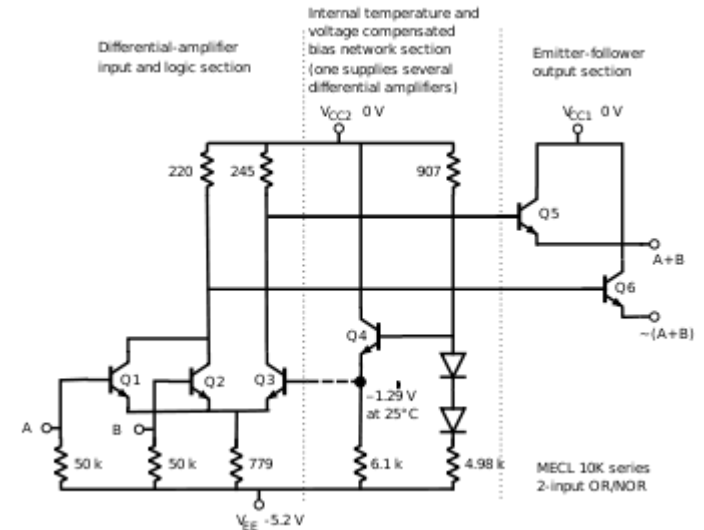 Differential-amplifier
input and logic section
Internal temperature and
voltage compensated
bias network section
(one supplies several
differential amplifiers)
Emitter-follower
output section
VCC2 0 V
VCC1 0 V
220
245
907
Q5
A+B
Q6
~(A+B)
Q4
Q1
Q2
Q3
−1.29 V
at 25°C
A
B
50 k
50 k
779
6.1 k
4.98 k
MECL 10K series
2-input OR/NOR
VEE -5.2 V